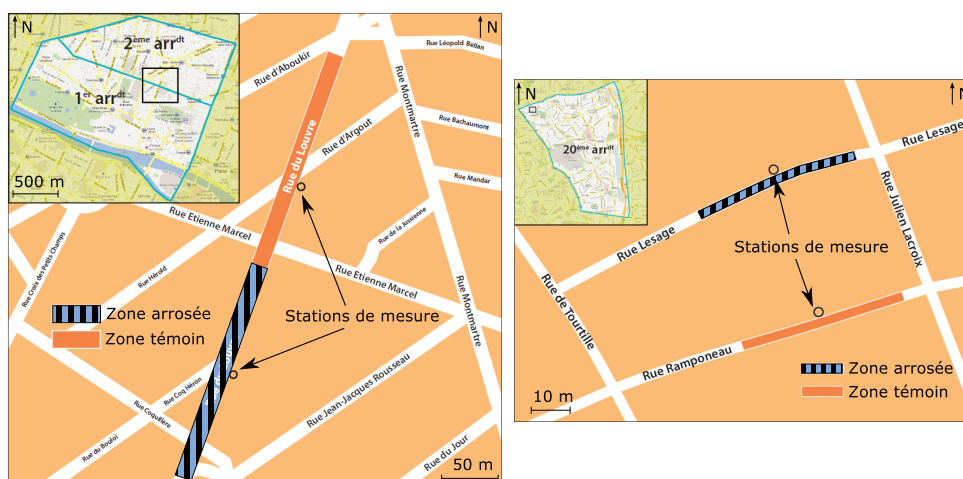 N
2ème arrdt
1er arrdt
500 m
N
Rue Léopold Bellan
Rue d'Aboukir
Rue Montmartre
Rue d'Argout
Rue Bachaumont
Rue du Louvre
Rue Mandar
Rue Etienne Marcel
Rue de la Jussienne
Rue Croix des Petits Champs
Rue Hérold
Rue Etienne Marcel
Zone arrosée
Zone témoin
Stations de mesure
Rue Montmartre
Rue Coq Héron
Rue Jean-Jacques Rousseau
Rue Coquillière
Rue du Bouloi
Rue du Jour
50 m
N
20ème arrdt
N
Rue Lesage
Rue Lesage
Rue Julien Lacroix
Stations de mesure
Rue de Tourtille
Rue Ramponeau
Zone arrosée
Zone témoin
10 m